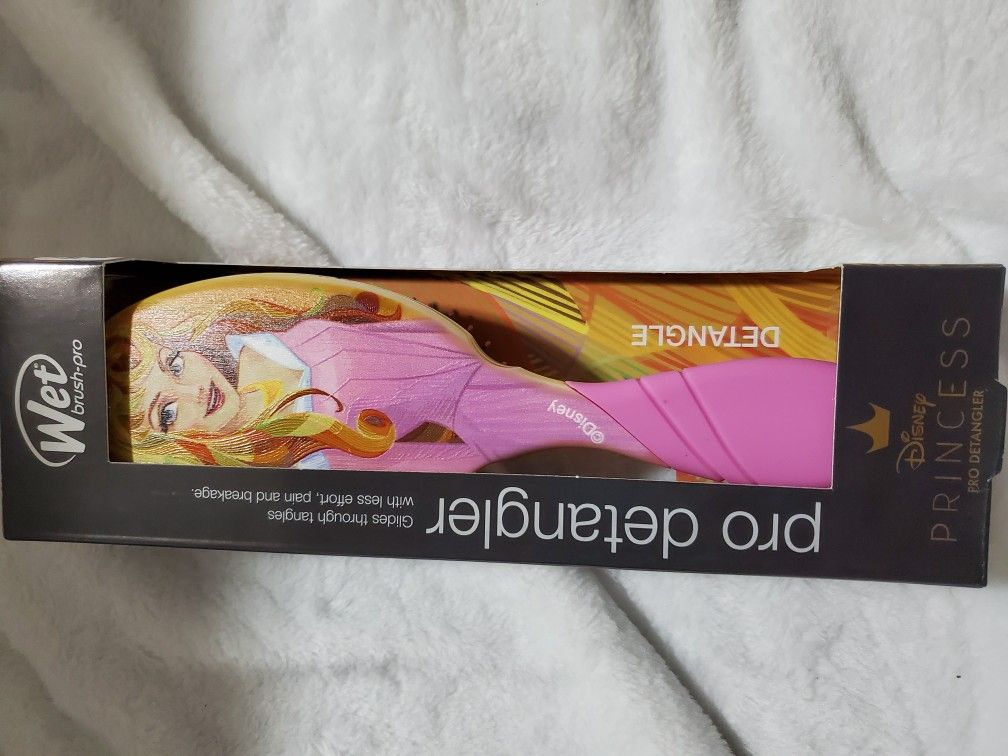 Wet
brush-pro
DETANGLE
©Disney
pro detangler
Glides through tangles
with less effort, pain and breakage.
Disney
PRINCESS
PRO DETANGLER